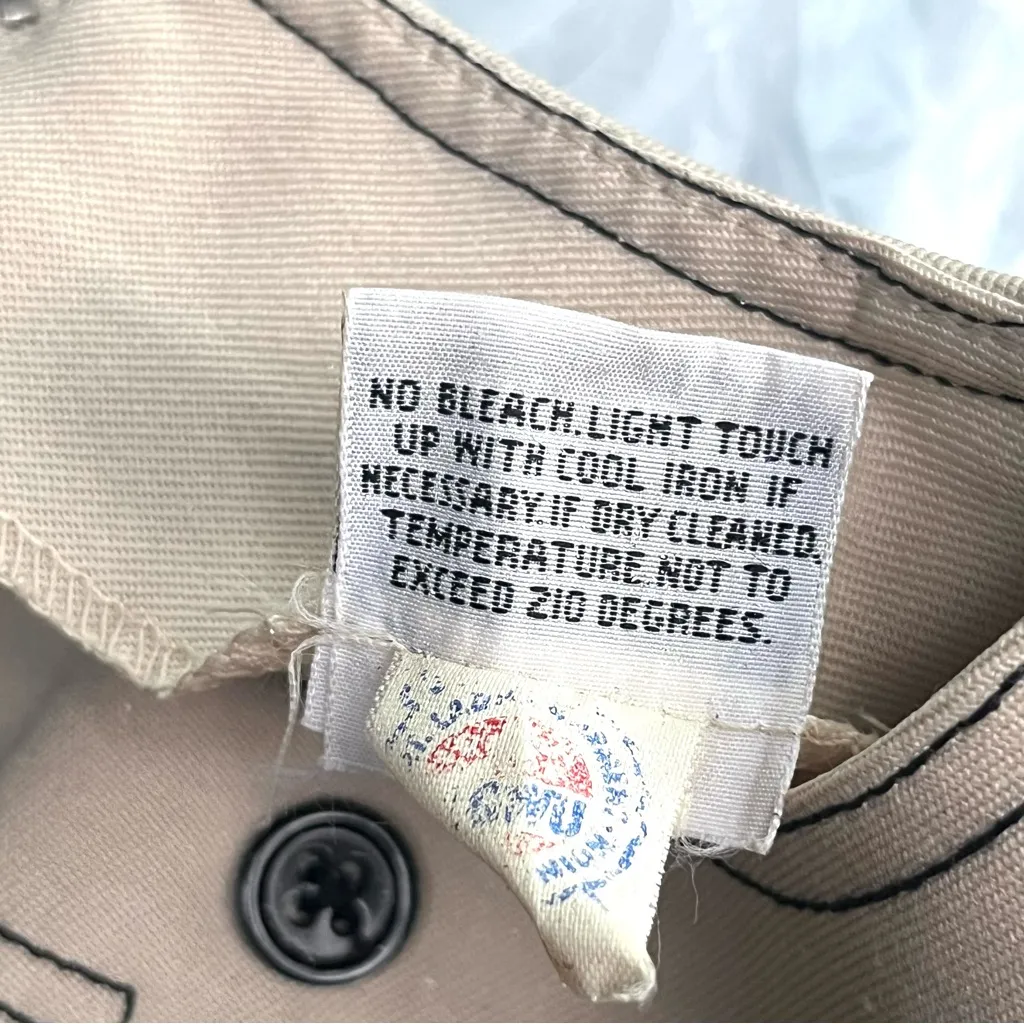 NO BLEACH. LIGHT TOUCH
UP WITH COOL IRON IF
NECESSARY. IF DRY CLEANED,
TEMPERATURE NOT TO
EXCEED 210 DEGREES.